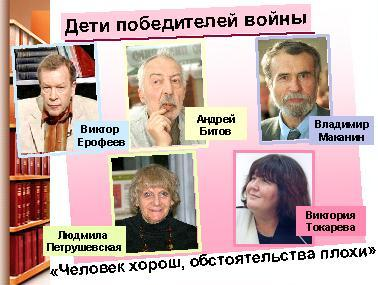 Дети победителей войны
Виктор
Ерофеев
Андрей
Битов
Владимир
Маканин
Людмила
Петрушевская
Виктория
Токарева
«Человек хорош, обстоятельства плохи»